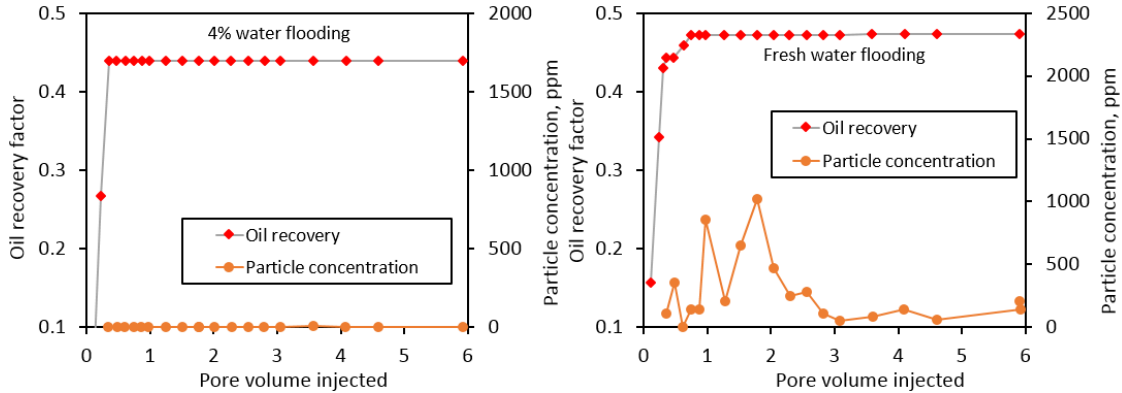 4% water flooding
Oil recovery factor
0.5
0.4
0.3
0.2
0.1
2000
1500
1000
500
0
Particle concentration, ppm
Oil recovery
Particle concentration
0 1 2 3 4 5 6
Pore volume injected
Fresh water flooding
Oil recovery factor
0.5
0.4
0.3
0.2
0.1
2500
2000
1500
1000
500
0
Particle concentration, ppm
Oil recovery
Particle concentration
0 1 2 3 4 5 6
Pore volume injected